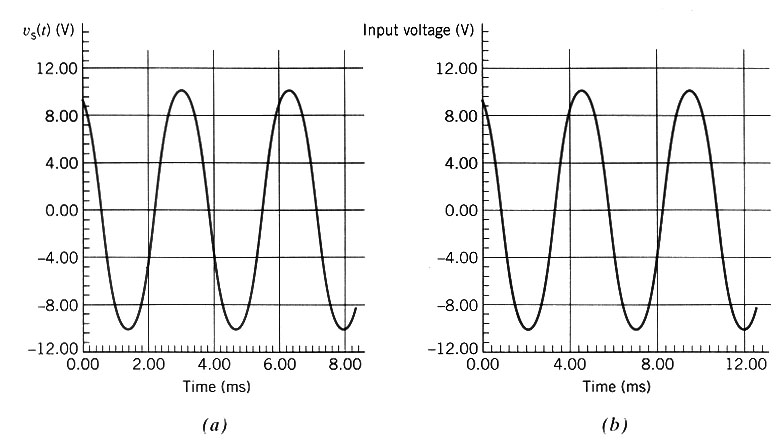 v_S(t) (V)
12.00
8.00
4.00
0.00
−4.00
−8.00
−12.00
0.00 2.00 4.00 6.00 8.00
Time (ms)
(a)
Input voltage (V)
12.00
8.00
4.00
0.00
−4.00
−8.00
−12.00
0.00 4.00 8.00 12.00
Time (ms)
(b)